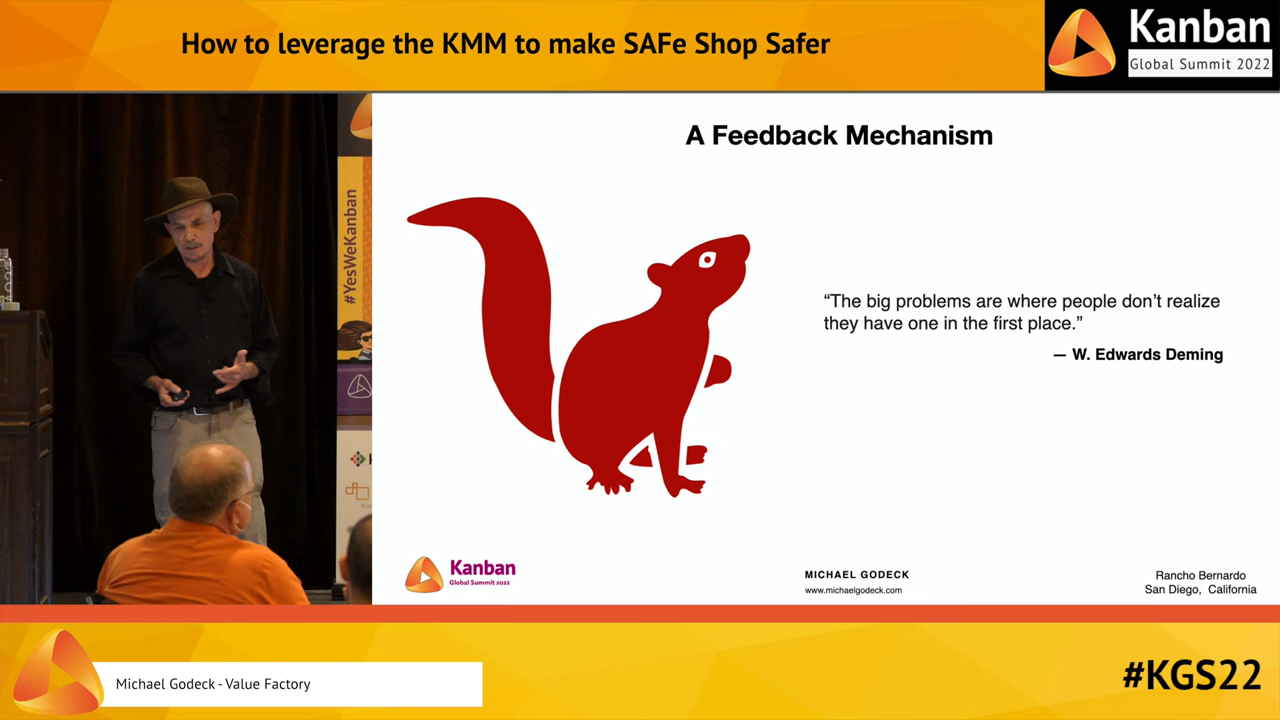 How to leverage the KMM to make SAFe Shop Safer
Kanban
Global Summit 2022
#YesWeKanban
A Feedback Mechanism
“The big problems are where people don’t realize
they have one in the first place.”
— W. Edwards Deming
Kanban
Global Summit 2022
MICHAEL GODECK
www.michaelgodeck.com
Rancho Bernardo
San Diego, California
Michael Godeck - Value Factory
#KGS22